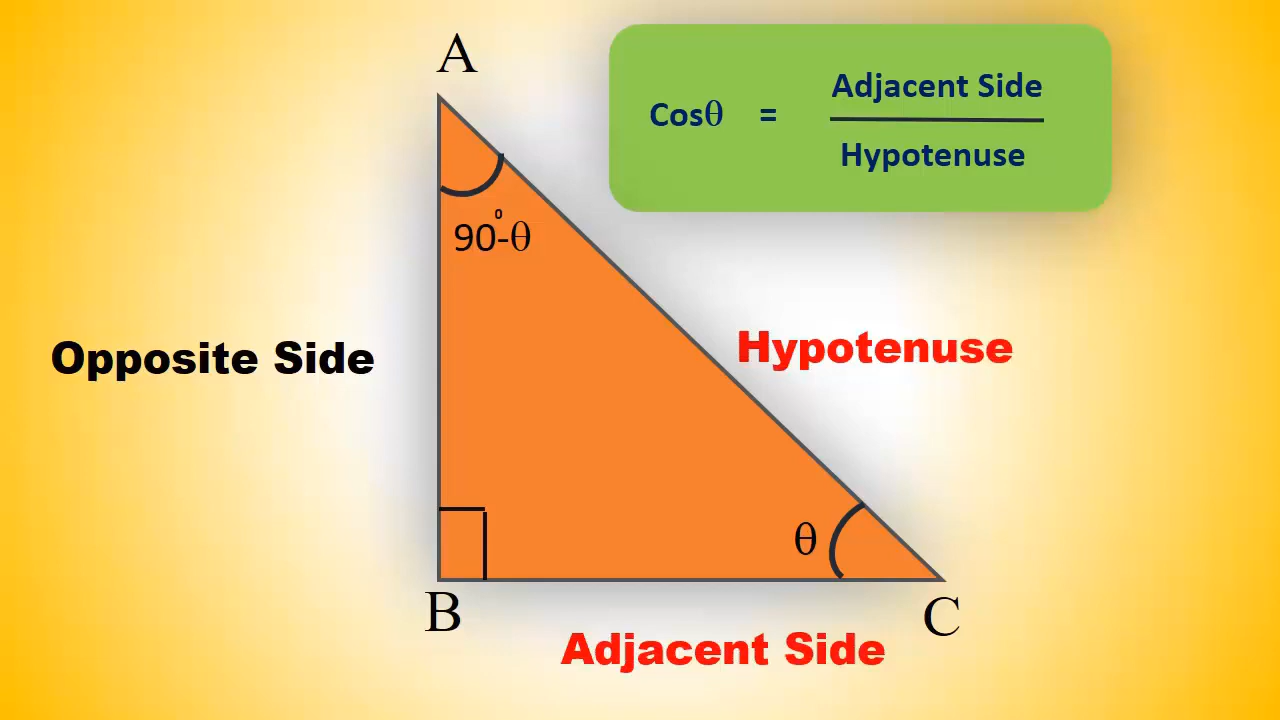 A
Cosθ = Adjacent Side
Hypotenuse
90°-θ
Opposite Side
Hypotenuse
θ
B
C
Adjacent Side